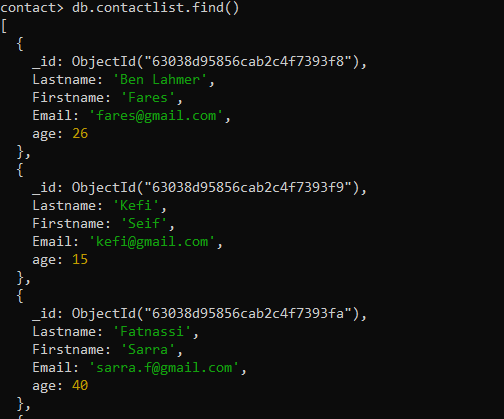 contact> db.contactlist.find()
[
  {
    _id: ObjectId("63038d95856cab2c4f7393f8"),
    Lastname: 'Ben Lahmer',
    Firstname: 'Fares',
    Email: 'fares@gmail.com',
    age: 26
  },
  {
    _id: ObjectId("63038d95856cab2c4f7393f9"),
    Lastname: 'Kefi',
    Firstname: 'Seif',
    Email: 'kefi@gmail.com',
    age: 15
  },
  {
    _id: ObjectId("63038d95856cab2c4f7393fa"),
    Lastname: 'Fatnassi',
    Firstname: 'Sarra',
    Email: 'sarra.f@gmail.com',
    age: 40
  },
  {